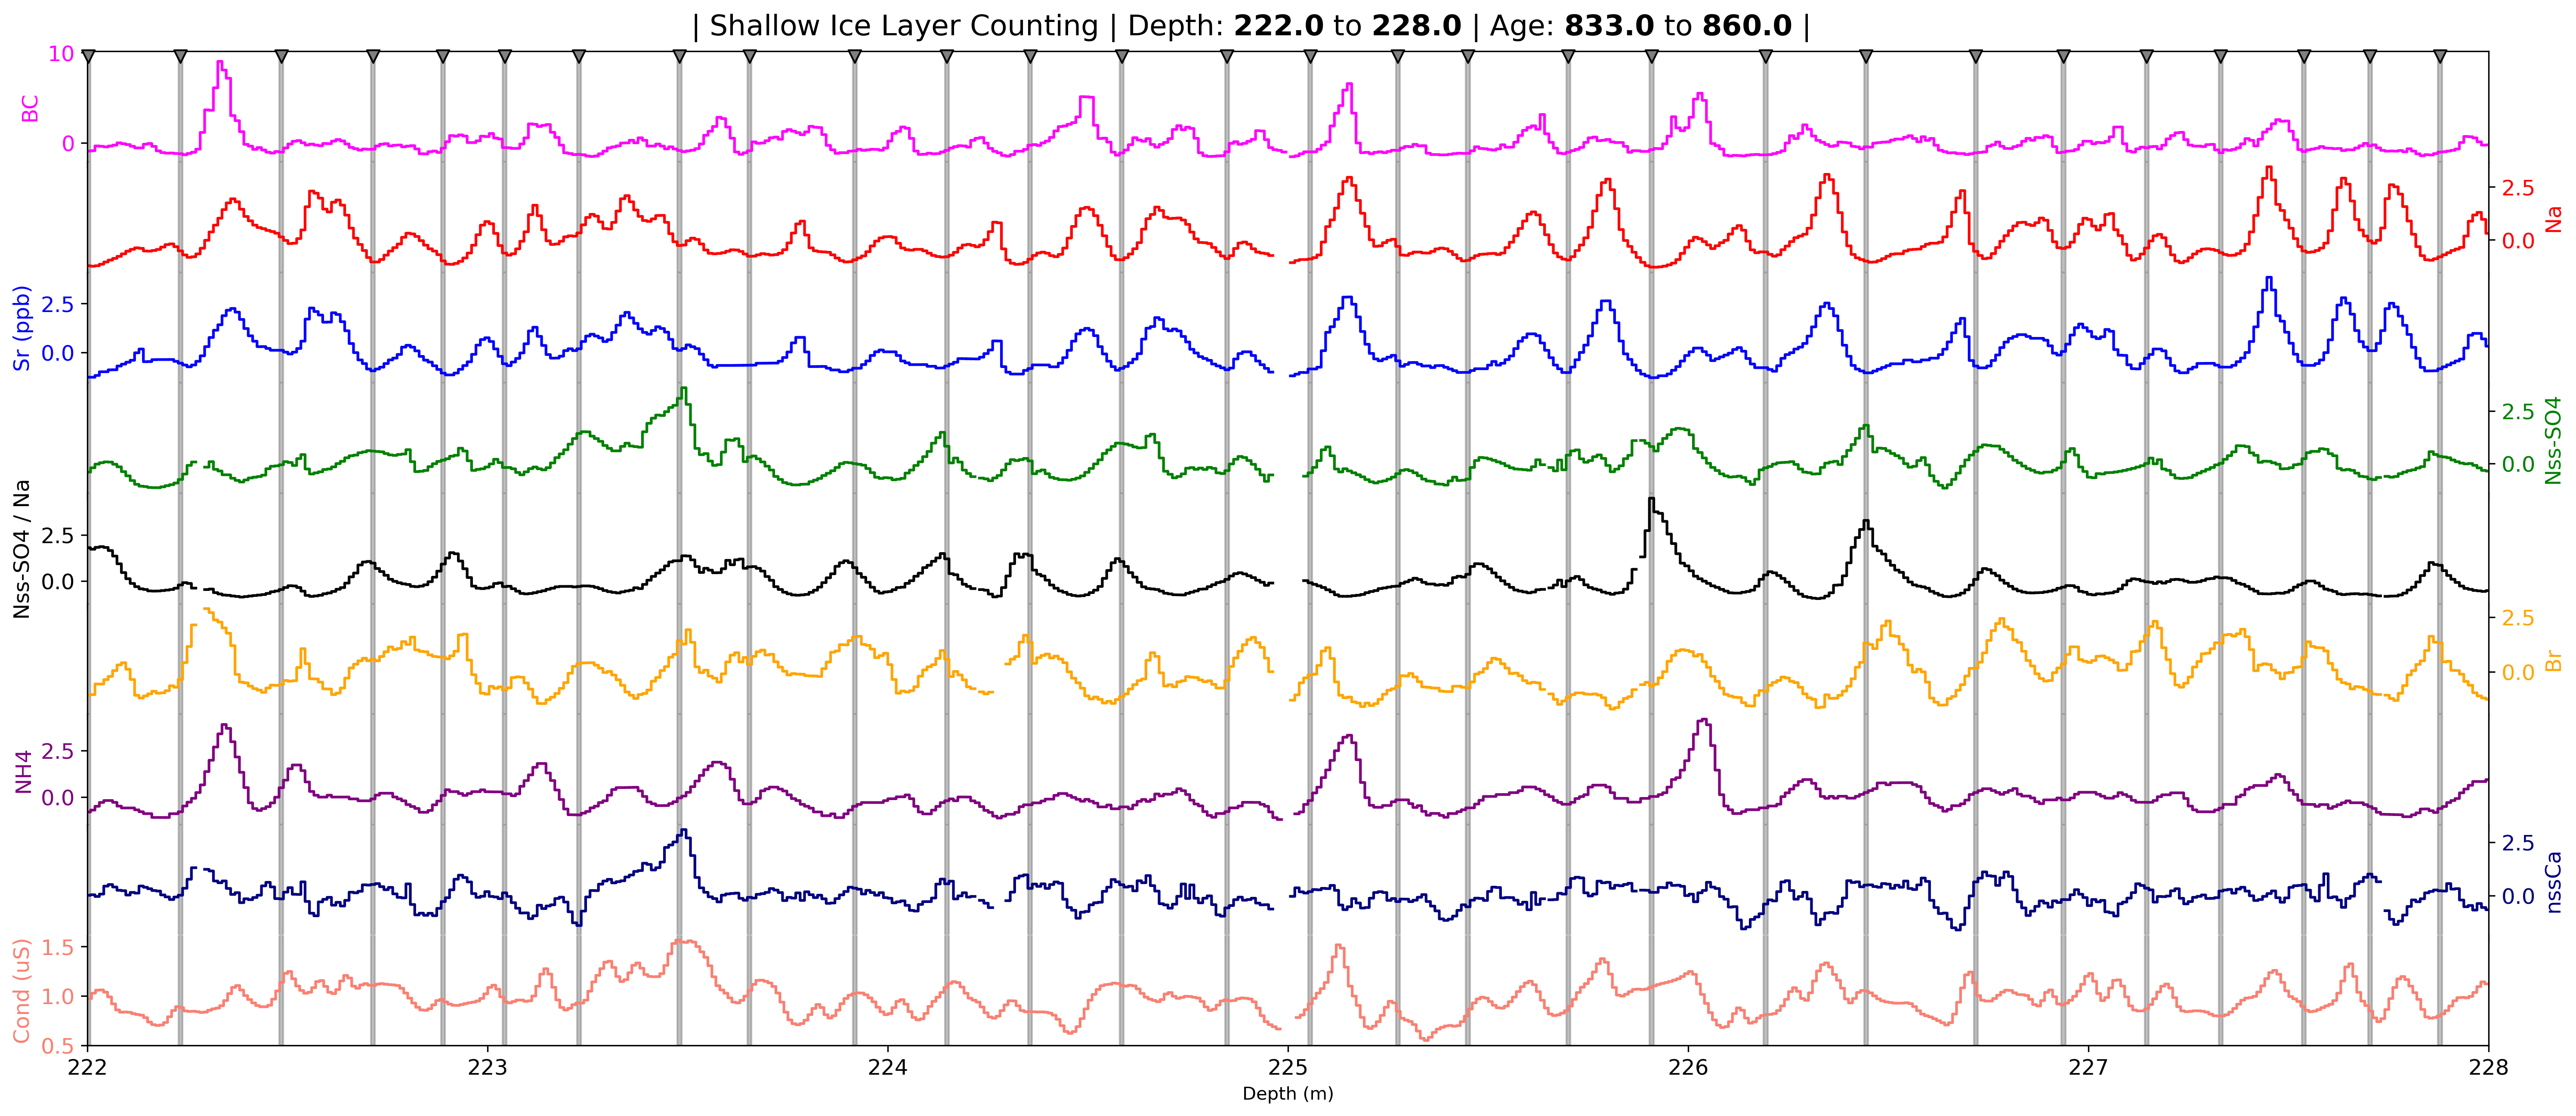 | Shallow Ice Layer Counting | Depth: 222.0 to 228.0 | Age: 833.0 to 860.0 |
10
0
BC
2.5
0.0
Na
2.5
0.0
Sr (ppb)
2.5
0.0
Nss-SO4
2.5
0.0
Nss-SO4 / Na
2.5
0.0
Br
2.5
0.0
NH4
2.5
0.0
nssCa
1.5
1.0
0.5
Cond (uS)
222 223 224 225 226 227 228
Depth (m)